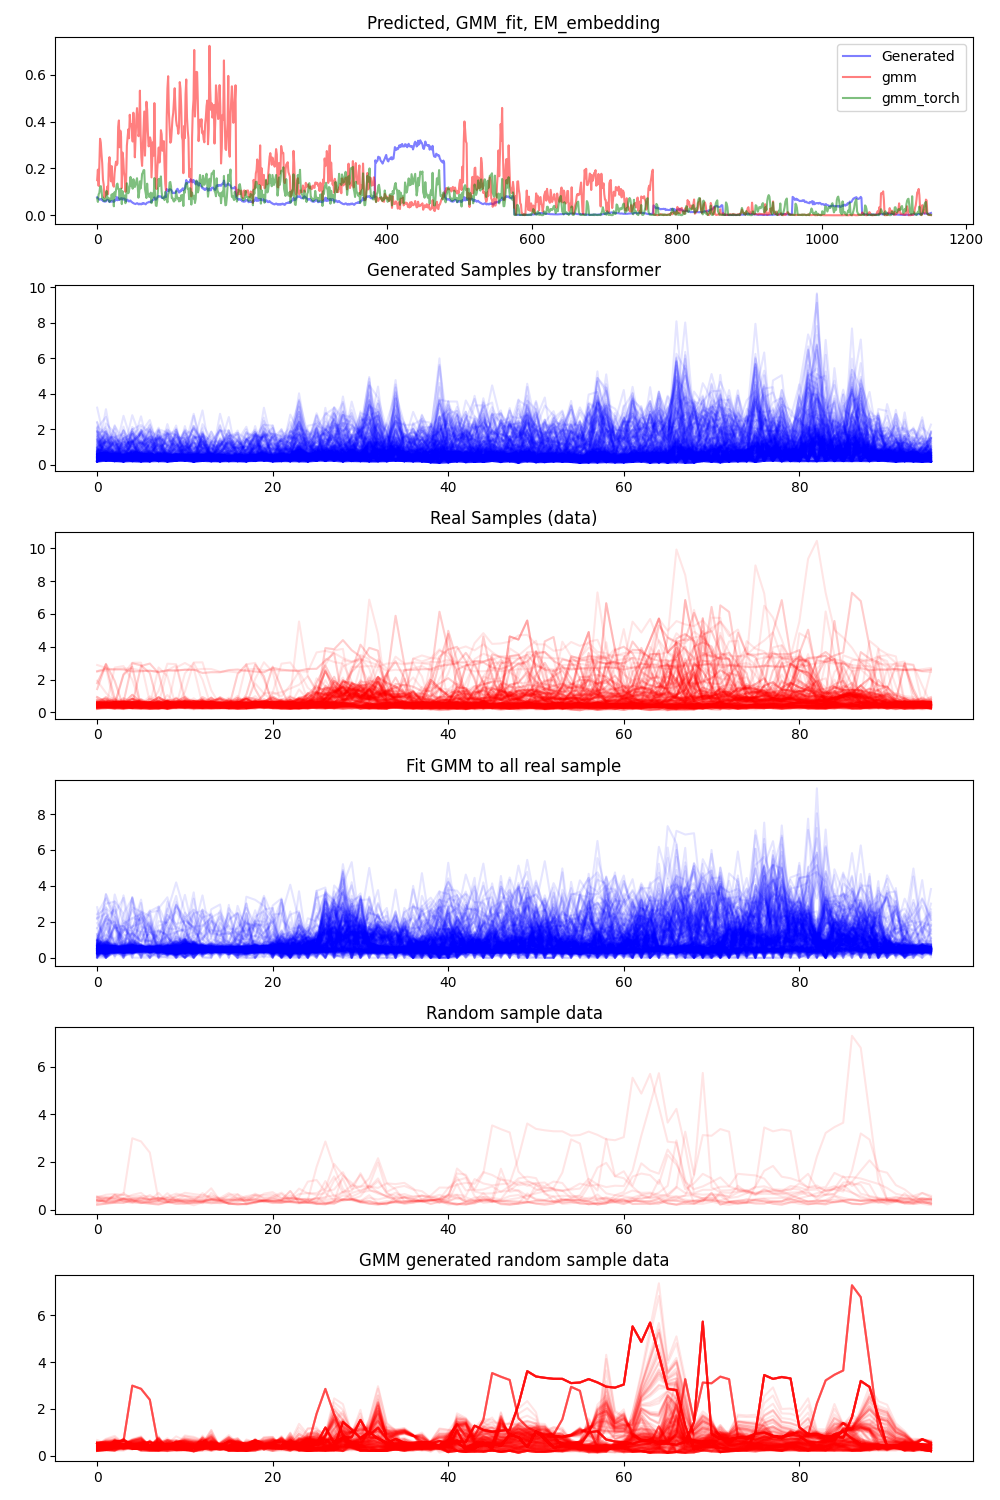 Predicted, GMM_fit, EM_embedding
Generated
gmm
gmm_torch
0.6
0.4
0.2
0.0
0 200 400 600 800 1000 1200
Generated Samples by transformer
10
8
6
4
2
0
0 20 40 60 80
Real Samples (data)
10
8
6
4
2
0
0 20 40 60 80
Fit GMM to all real sample
8
6
4
2
0
0 20 40 60 80
Random sample data
6
4
2
0
0 20 40 60 80
GMM generated random sample data
6
4
2
0
0 20 40 60 80